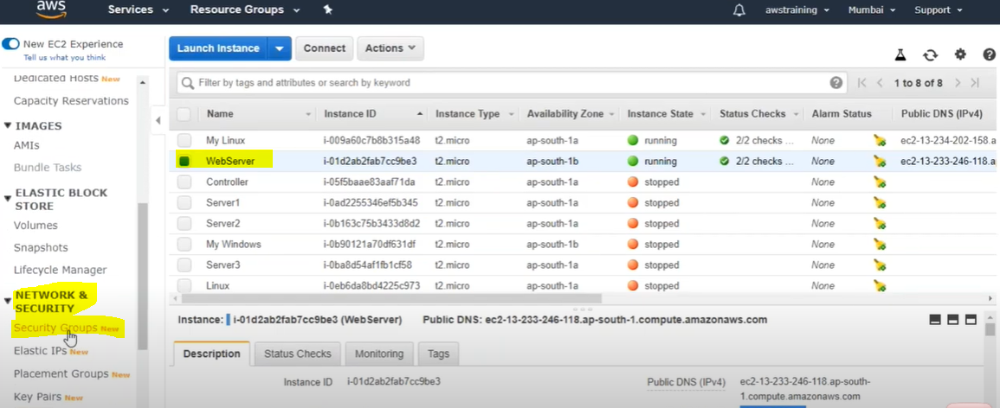 aws Services Resource Groups awstraining Mumbai Support
New EC2 Experience
Tell us what you think
Launch Instance Connect Actions
Dedicated Hosts New
Capacity Reservations
IMAGES
AMIs
Bundle Tasks
ELASTIC BLOCK
STORE
Volumes
Snapshots
Lifecycle Manager
NETWORK &
SECURITY
Security Groups New
Elastic IPs New
Placement Groups New
Key Pairs New
Filter by tags and attributes or search by keyword 1 to 8 of 8
Name Instance ID Instance Type Availability Zone Instance State Status Checks Alarm Status Public DNS (IPv4)
My Linux i-009a60c7b8b315a48 t2.micro ap-south-1a running 2/2 checks ... None ec2-13-234-202-158.a
WebServer i-01d2ab2fab7cc9be3 t2.micro ap-south-1b running 2/2 checks ... None ec2-13-233-246-118.a
Controller i-05f5baae83aaf71da t2.micro ap-south-1a stopped None
Server1 i-0ad2255346ef5b345 t2.micro ap-south-1a stopped None
Server2 i-0b163c75b3433d8d2 t2.micro ap-south-1a stopped None
My Windows i-0b90121a70df631df t2.micro ap-south-1b stopped None
Server3 i-0ba8d54af1fb1cf58 t2.micro ap-south-1a stopped None
Linux i-0eb6da8bd4225c973 t2.micro ap-south-1a stopped None
Instance: i-01d2ab2fab7cc9be3 (WebServer) Public DNS: ec2-13-233-246-118.ap-south-1.compute.amazonaws.com
Description Status Checks Monitoring Tags
Instance ID i-01d2ab2fab7cc9be3 Public DNS (IPv4) ec2-13-233-246-118.ap-south-
1.compute.amazonaws.com